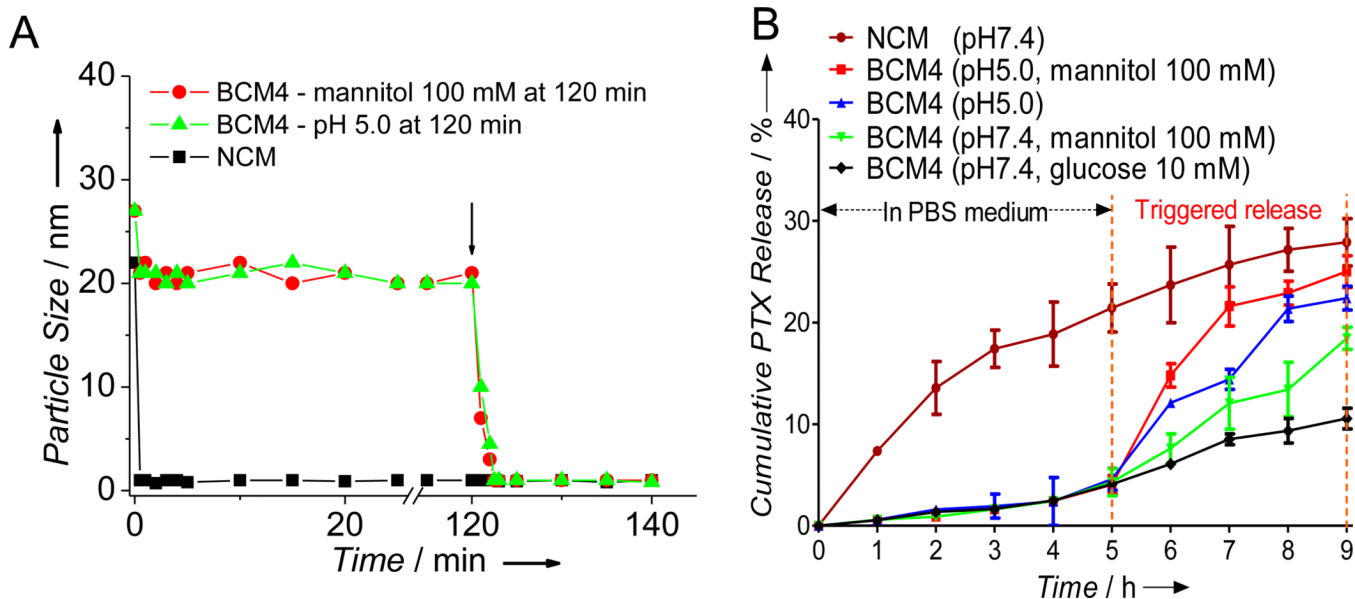 A
Particle Size / nm
40
30
20
10
0
BCM4 - mannitol 100 mM at 120 min
BCM4 - pH 5.0 at 120 min
NCM
0
20
120
140
Time / min
B
NCM (pH7.4)
BCM4 (pH5.0, mannitol 100 mM)
BCM4 (pH5.0)
BCM4 (pH7.4, mannitol 100 mM)
BCM4 (pH7.4, glucose 10 mM)
Cumulative PTX Release / %
40
30
20
10
0
In PBS medium
Triggered release
0 1 2 3 4 5 6 7 8 9
Time / h